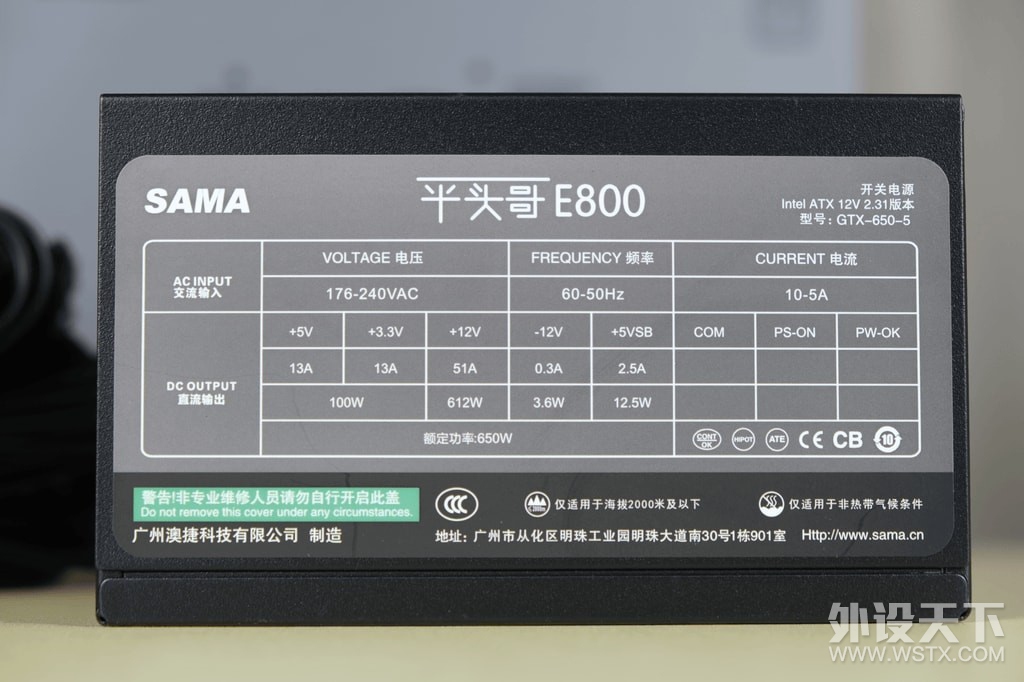 SAMA
平头哥 E800
开关电源
Intel ATX 12V 2.31版本
型号: GTX-650-5
AC INPUT
交流输入
VOLTAGE 电压 FREQUENCY 频率 CURRENT 电流
176-240VAC 60-50Hz 10-5A
DC OUTPUT
直流输出
+5V +3.3V +12V -12V +5VSB COM PS-ON PW-OK
13A 13A 51A 0.3A 2.5A
100W 612W 3.6W 12.5W
额定功率:650W
CONT OK HIPOT ATE CE CB 10
警告!非专业维修人员请勿自行开启此盖
Do not remove this cover under any circumstances.
CCC
仅适用于海拔2000米及以下
仅适用于非热带气候条件
广州澳捷科技有限公司 制造
地址: 广州市从化区明珠工业园明珠大道南30号1栋901室 Http://www.sama.cn
外设天下
WWW.WSTX.COM